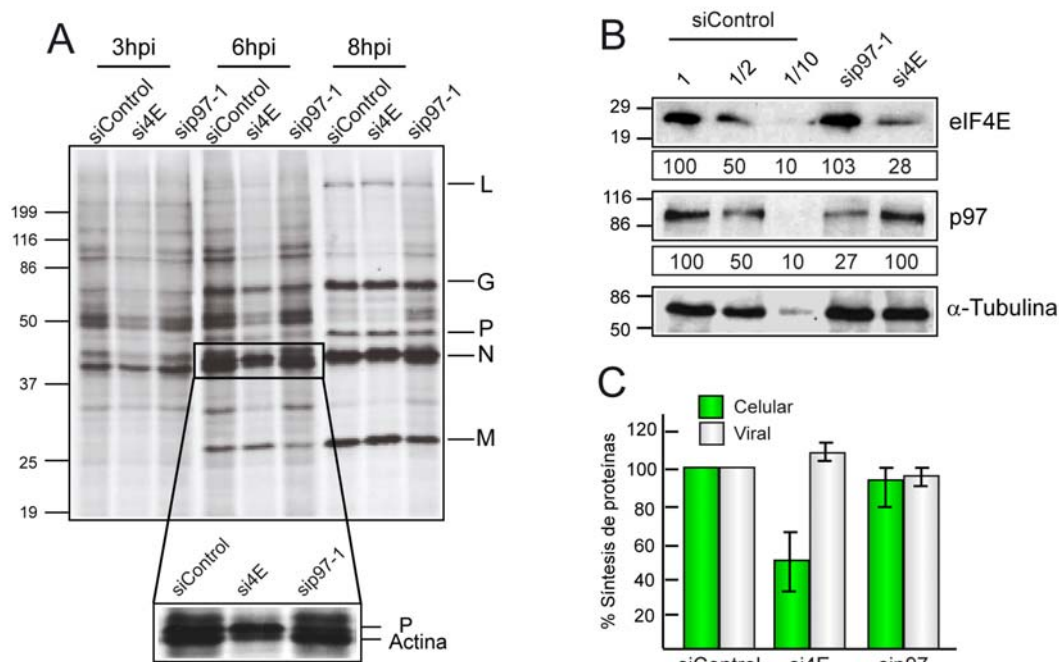 A
3hpi 6hpi 8hpi
siControl si4E sip97-1 siControl si4E sip97-1 siControl si4E sip97-1
199
116
86
50
37
25
19
L
G
P
N
M
siControl si4E sip97-1
P
Actina
B
siControl
1 1/2 1/10 sip97-1 si4E
29
19
eIF4E
100 50 10 103 28
116
86
p97
100 50 10 27 100
86
50
α-Tubulina
C
Celular
Viral
% Síntesis de proteínas
120
100
80
60
40
20
siControl si4E sip97